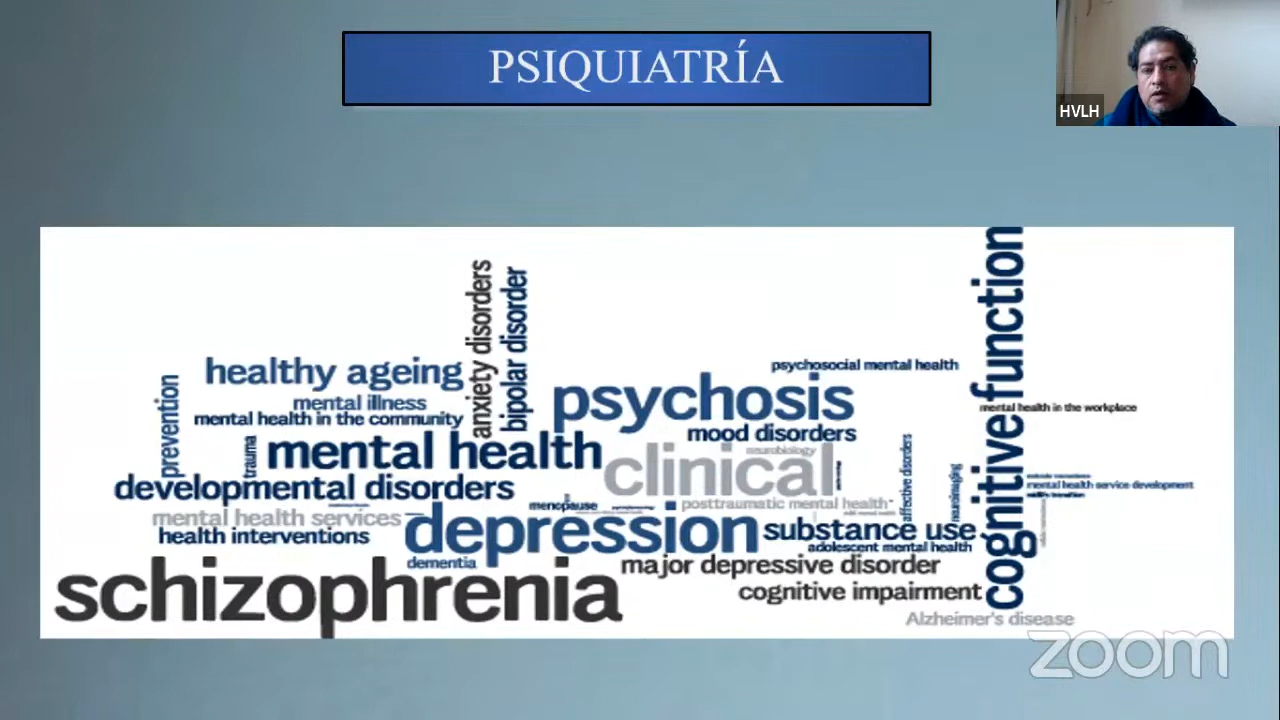 PSIQUIATRÍA
HVLH
anxiety disorders
bipolar disorder
cognitive function
healthy ageing
psychosocial mental health
prevention
mental illness
psychosis
mental health in the workplace
mental health in the community
mood disorders
trauma
mental health
neurobiology
clinical
affective disorders
neuroimaging
developmental disorders
mental health service development
menopause
posttraumatic mental health
mental health services
depression
substance use
health interventions
adolescent mental health
dementia
major depressive disorder
schizophrenia
cognitive impairment
Alzheimer's disease
zoom